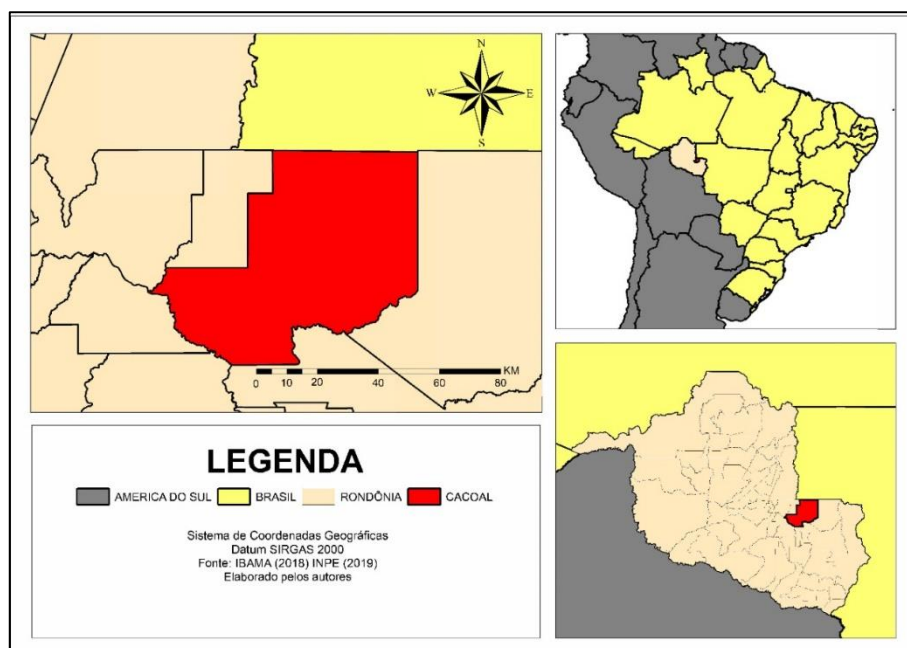 N
W E
S
KM
0 5 10 20 40 60 80
LEGENDA
AMERICA DO SUL BRASIL RONDÔNIA CACOAL
Sistema de Coordenadas Geográficas
Datum SIRGAS 2000
Fonte: IBAMA (2018) INPE (2019)
Elaborado pelos autores